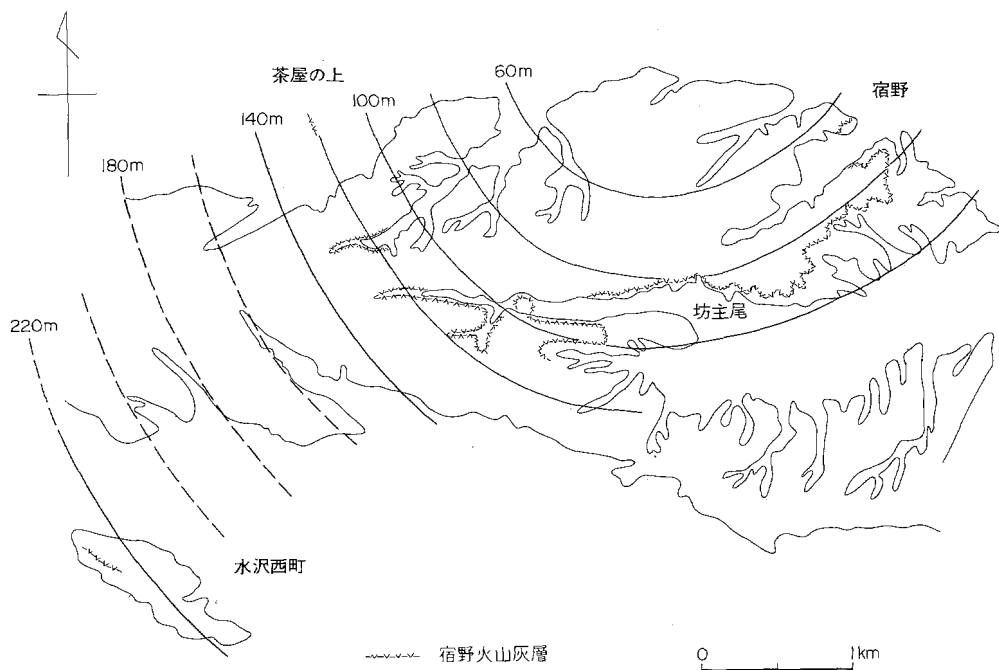 茶屋の上
60m
宿野
100m
140m
180m
坊主尾
220m
水沢西町
宿野火山灰層
0 1km